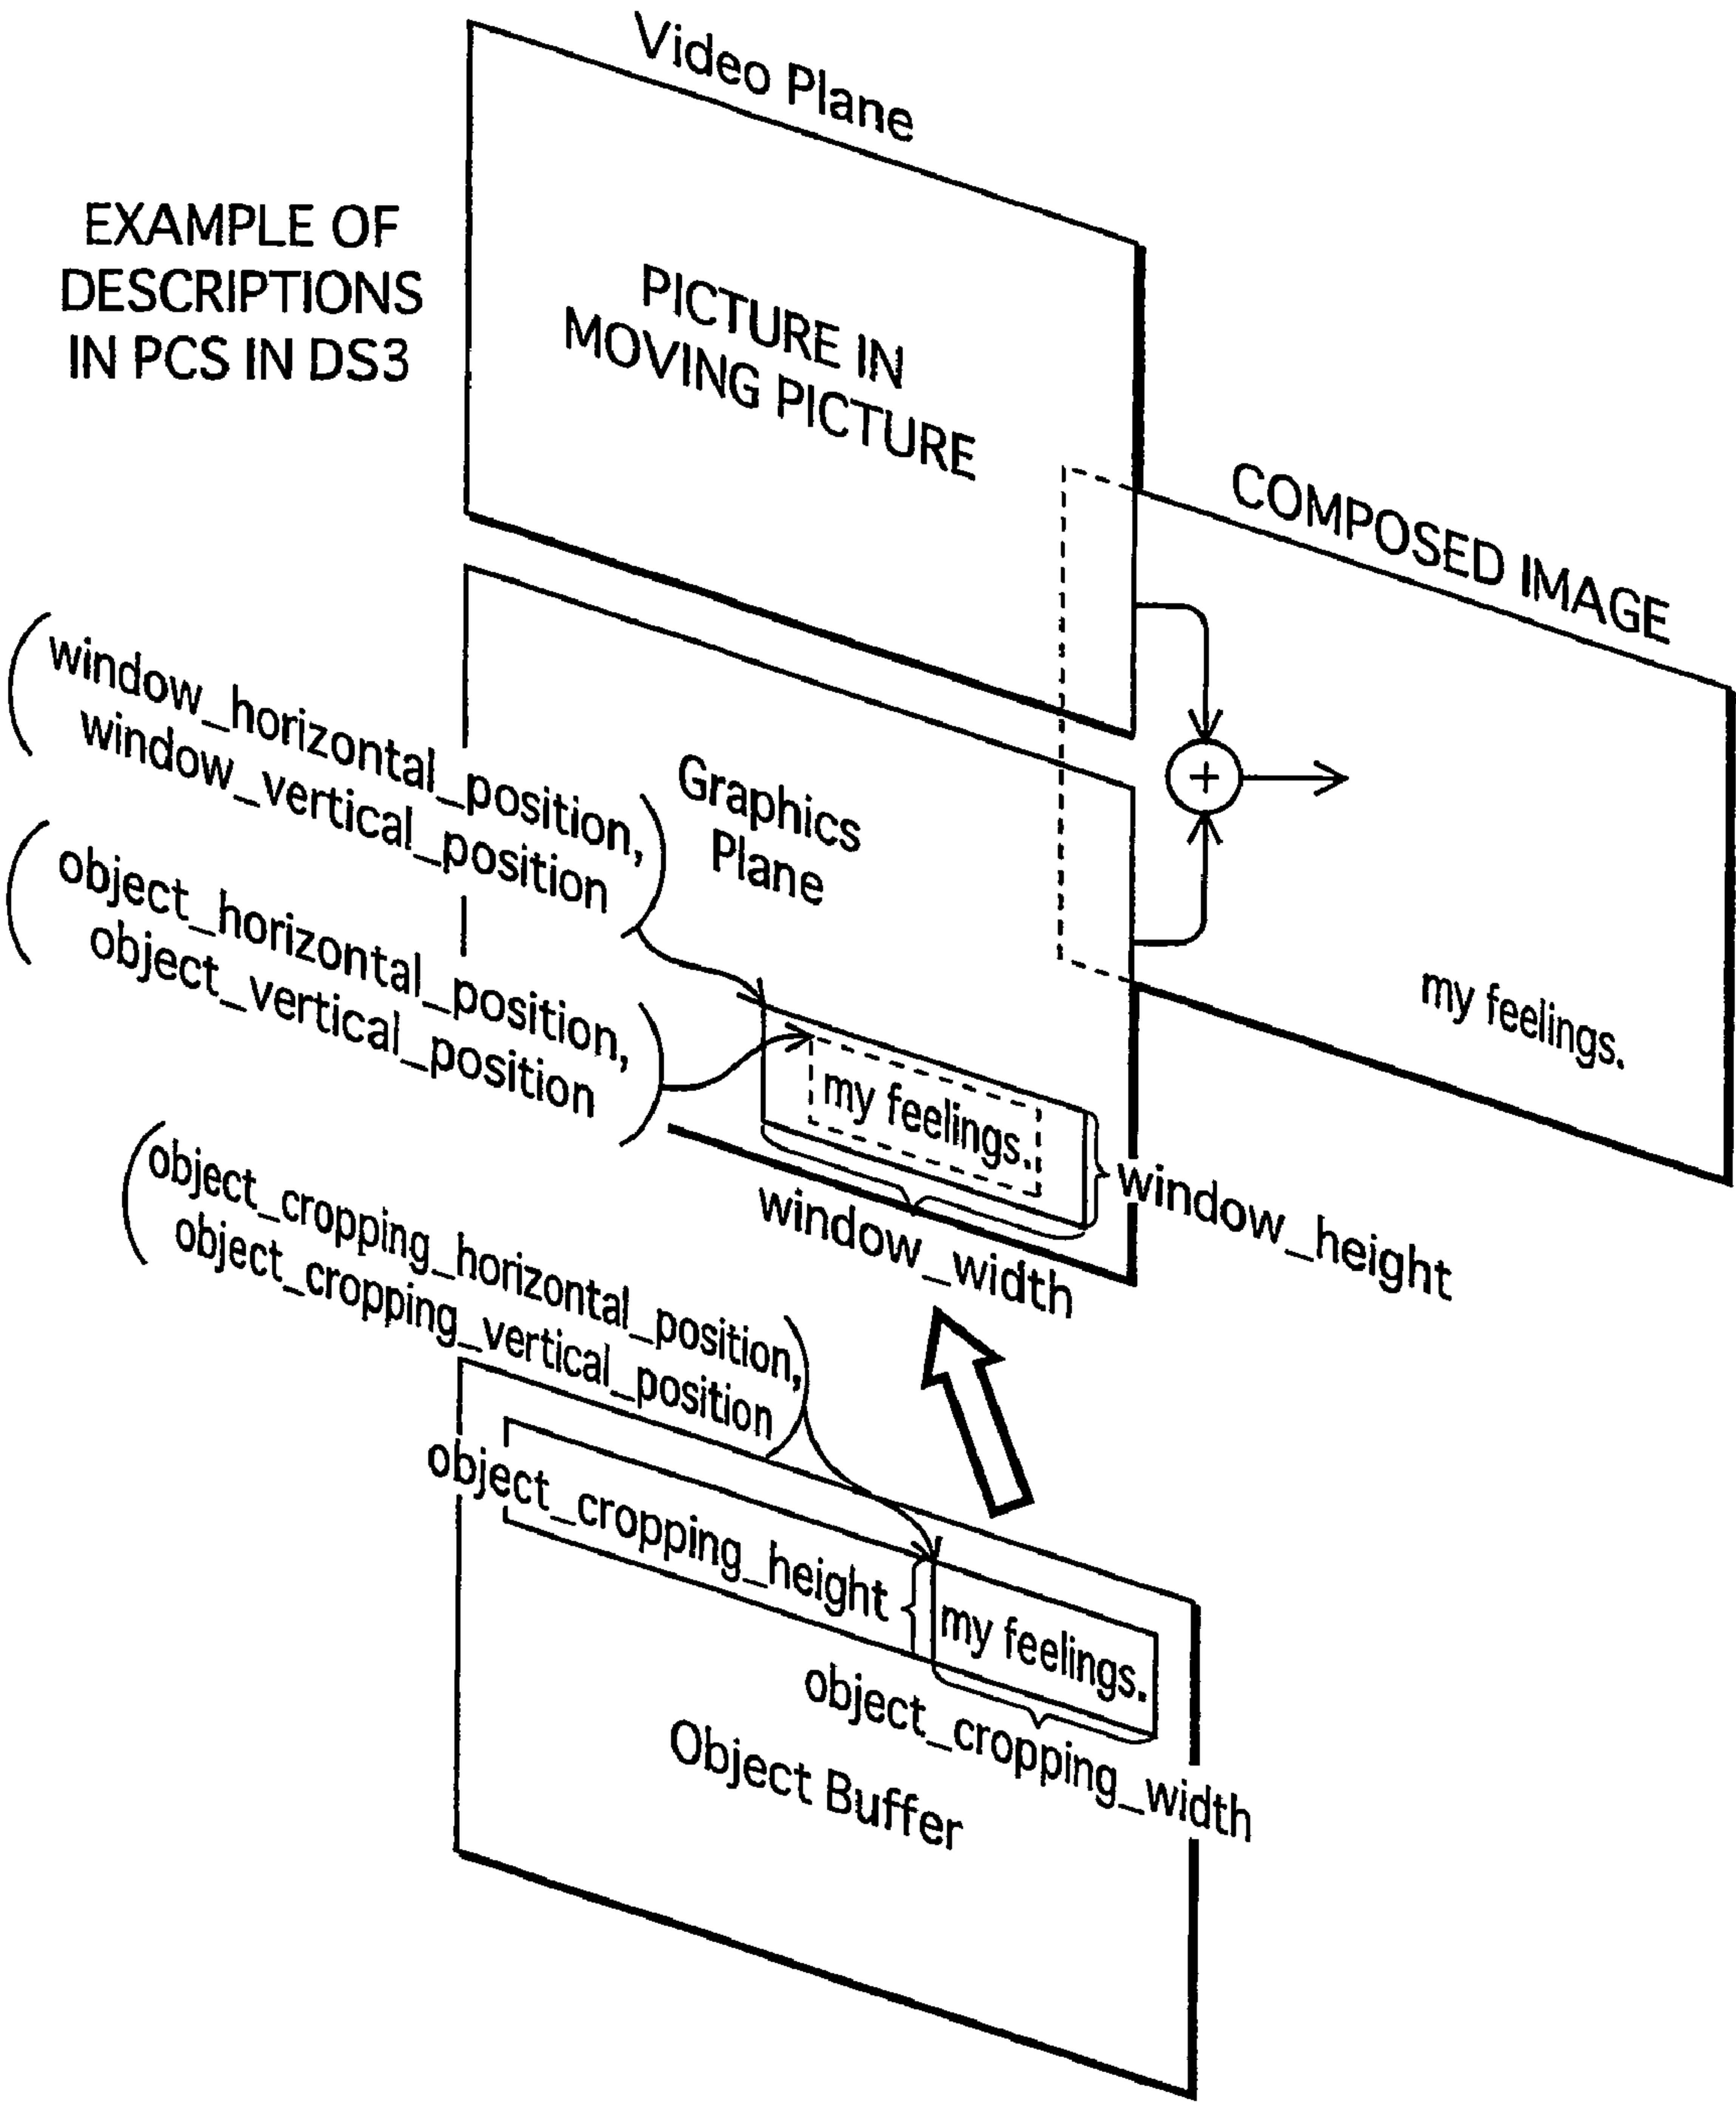 Video Plane
EXAMPLE OF
DESCRIPTIONS
IN PCS IN DS3
PICTURE IN
MOVING PICTURE
COMPOSED IMAGE
(window_horizontal_position,
window_vertical_position)
Graphics
Plane
+
(object_horizontal_position,
object_vertical_position)
my feelings.
my feelings.
window_height
window_width
(object_cropping_horizontal_position,
object_cropping_vertical_position)
object_cropping_height
my feelings.
object_cropping_width
Object Buffer